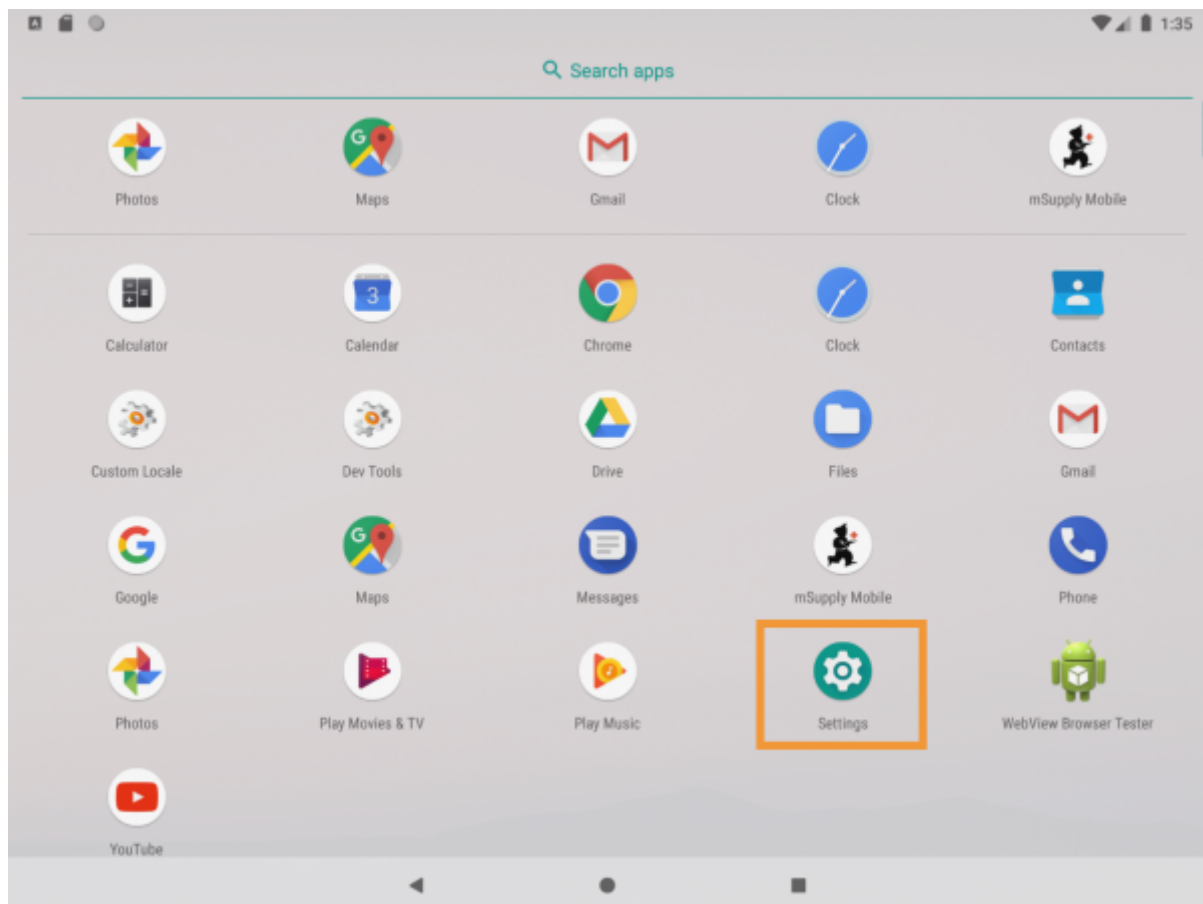 1:35
Search apps
Photos Maps Gmail Clock mSupply Mobile
Calculator Calendar Chrome Clock Contacts
Custom Locale Dev Tools Drive Files Gmail
Google Maps Messages mSupply Mobile Phone
Photos Play Movies & TV Play Music Settings WebView Browser Tester
YouTube